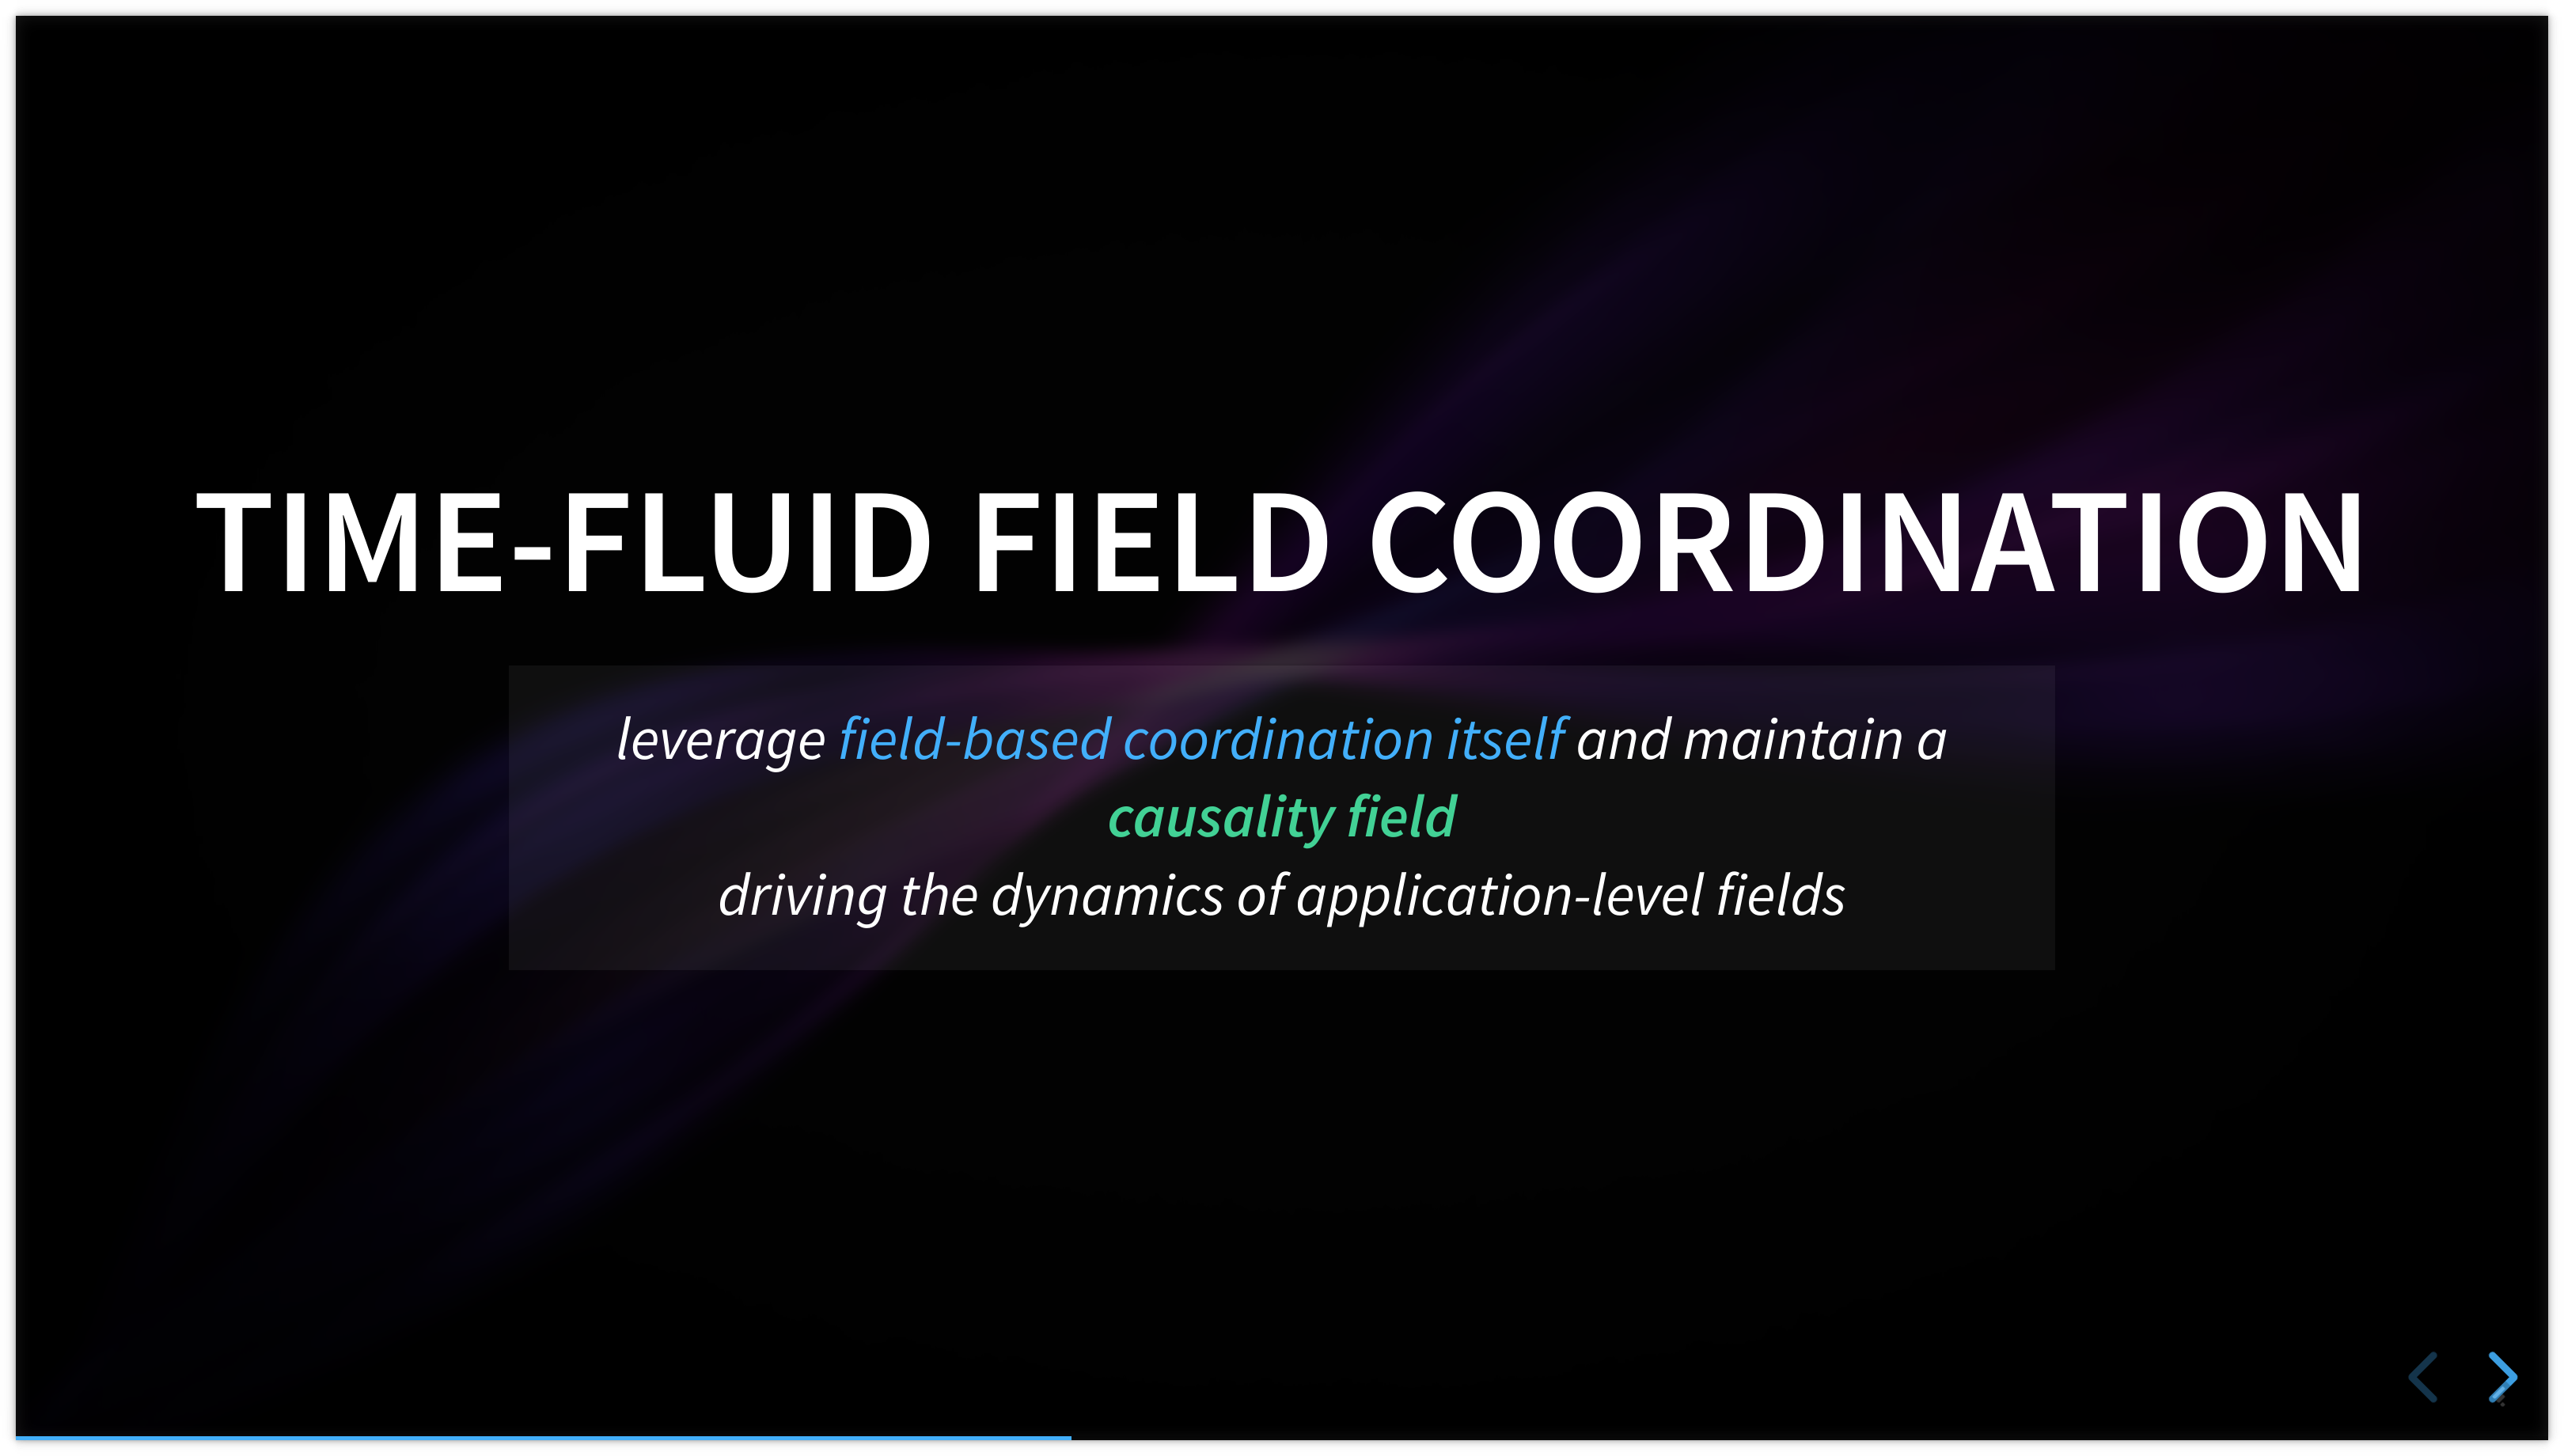 TIME-FLUID FIELD COORDINATION
leverage field-based coordination itself and maintain a
causality field
driving the dynamics of application-level fields